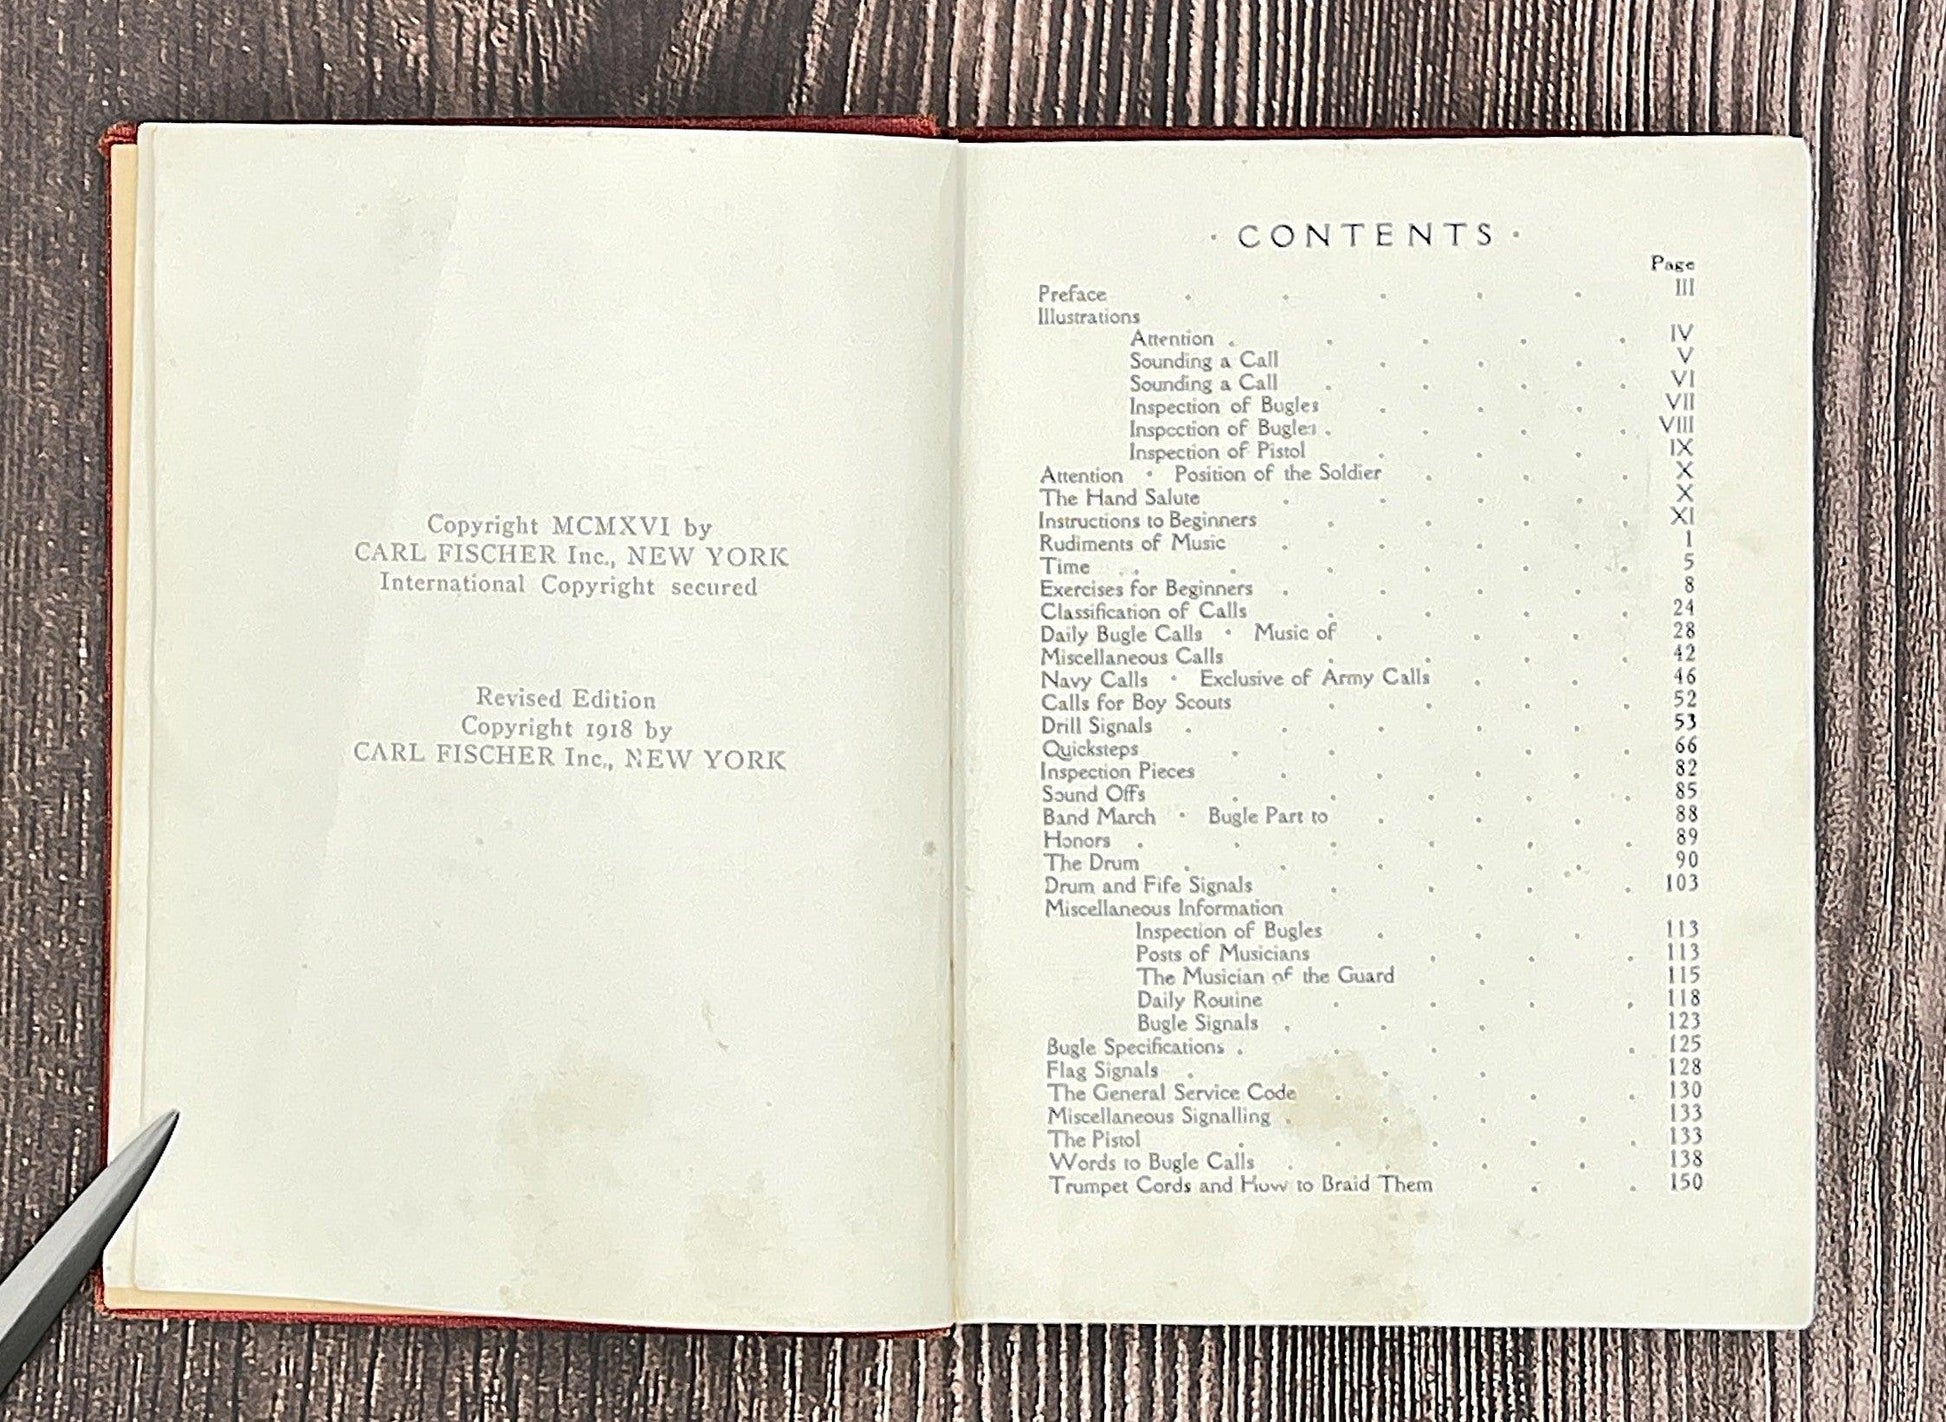 Copyright MCMXVI by
CARL FISCHER Inc., NEW YORK
International Copyright secured
Revised Edition
Copyright 1918 by
CARL FISCHER Inc., NEW YORK
· CONTENTS ·
Page
Preface . . . . . III
Illustrations
Attention . . . . . IV
Sounding a Call . . . V
Sounding a Call . . . . VI
Inspection of Bugles . . . VII
Inspection of Bugles . . . . VIII
Inspection of Pistol . . . IX
Attention · Position of the Soldier . . . X
The Hand Salute . . . . X
Instructions to Beginners . . . . XI
Rudiments of Music . . . . 1
Time . . . . . . 5
Exercises for Beginners . . . . 8
Classification of Calls . . . . 24
Daily Bugle Calls · Music of . . . 28
Miscellaneous Calls . . . . 42
Navy Calls · Exclusive of Army Calls . . 46
Calls for Boy Scouts . . . . 52
Drill Signals . . . . . 53
Quicksteps . . . . . 66
Inspection Pieces . . . . 82
Sound Offs . . . . . 85
Band March · Bugle Part to . . . 88
Honors . . . . . . 89
The Drum . . . . . 90
Drum and Fife Signals . . . . 103
Miscellaneous Information
Inspection of Bugles . . . 113
Posts of Musicians . . . 113
The Musician of the Guard . . 115
Daily Routine . . . . 118
Bugle Signals . . . . 123
Bugle Specifications . . . . 125
Flag Signals . . . . 128
The General Service Code . . . . 130
Miscellaneous Signalling . . . . 133
The Pistol . . . . . 133
Words to Bugle Calls . . . . 138
Trumpet Cords and How to Braid Them . . 150